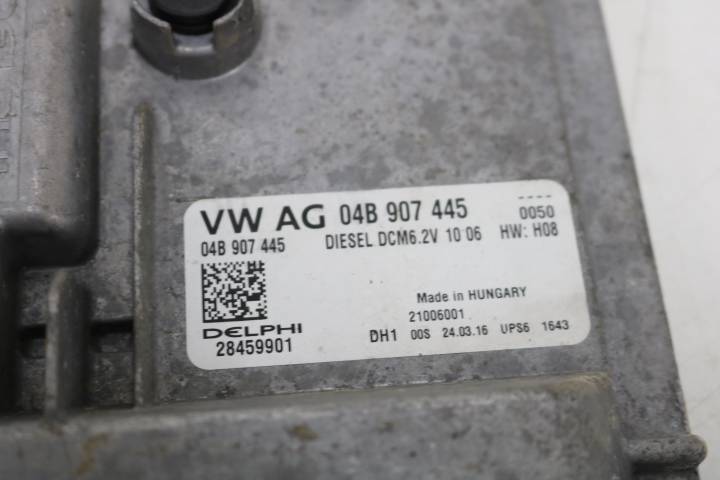 VW AG 04B 907 445 ----
0050
04B 907 445 DIESEL DCM6.2V 10 06 HW: H08
Made in HUNGARY
21006001
DELPHI
28459901
DH1 00S 24.03.16 UPS6 1643